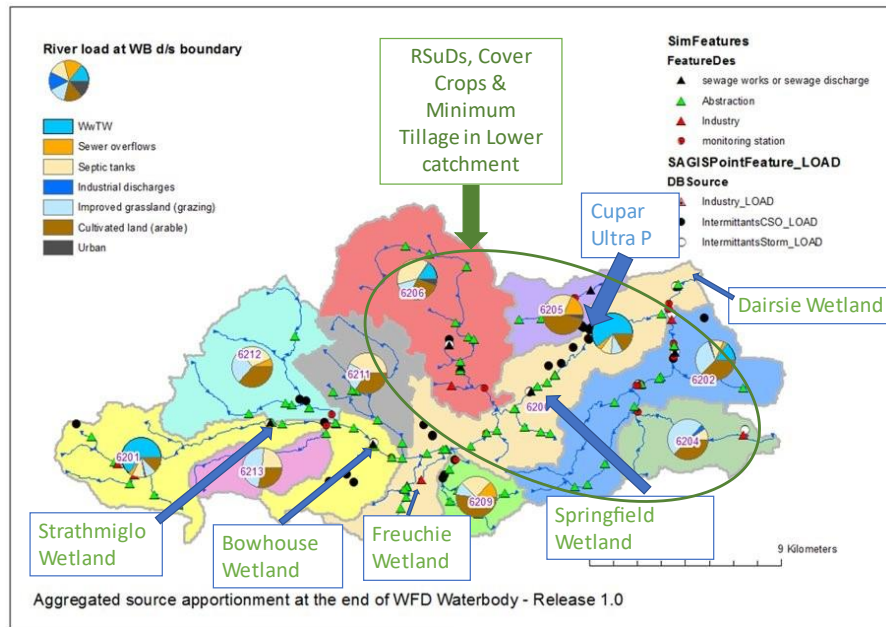 River load at WB d/s boundary
WwTW
Sewer overflows
Septic tanks
Industrial discharges
Improved grassland (grazing)
Cultivated land (arable)
Urban
RSuDs, Cover
Crops &
Minimum
Tillage in Lower
catchment
SimFeatures
FeatureDes
sewage works or sewage discharge
Abstraction
Industry
monitoring station
SAGISPointFeature_LOAD
DBSource
Industry_LOAD
IntermittantsCSO_LOAD
IntermittantsStorm_LOAD
Cupar
Ultra P
Dairsie Wetland
6206
6205
6212
6211
6202
620
6204
6201
6213
6209
Strathmiglo
Wetland
Bowhouse
Wetland
Freuchie
Wetland
Springfield
Wetland
9 Kilometers
Aggregated source apportionment at the end of WFD Waterbody - Release 1.0